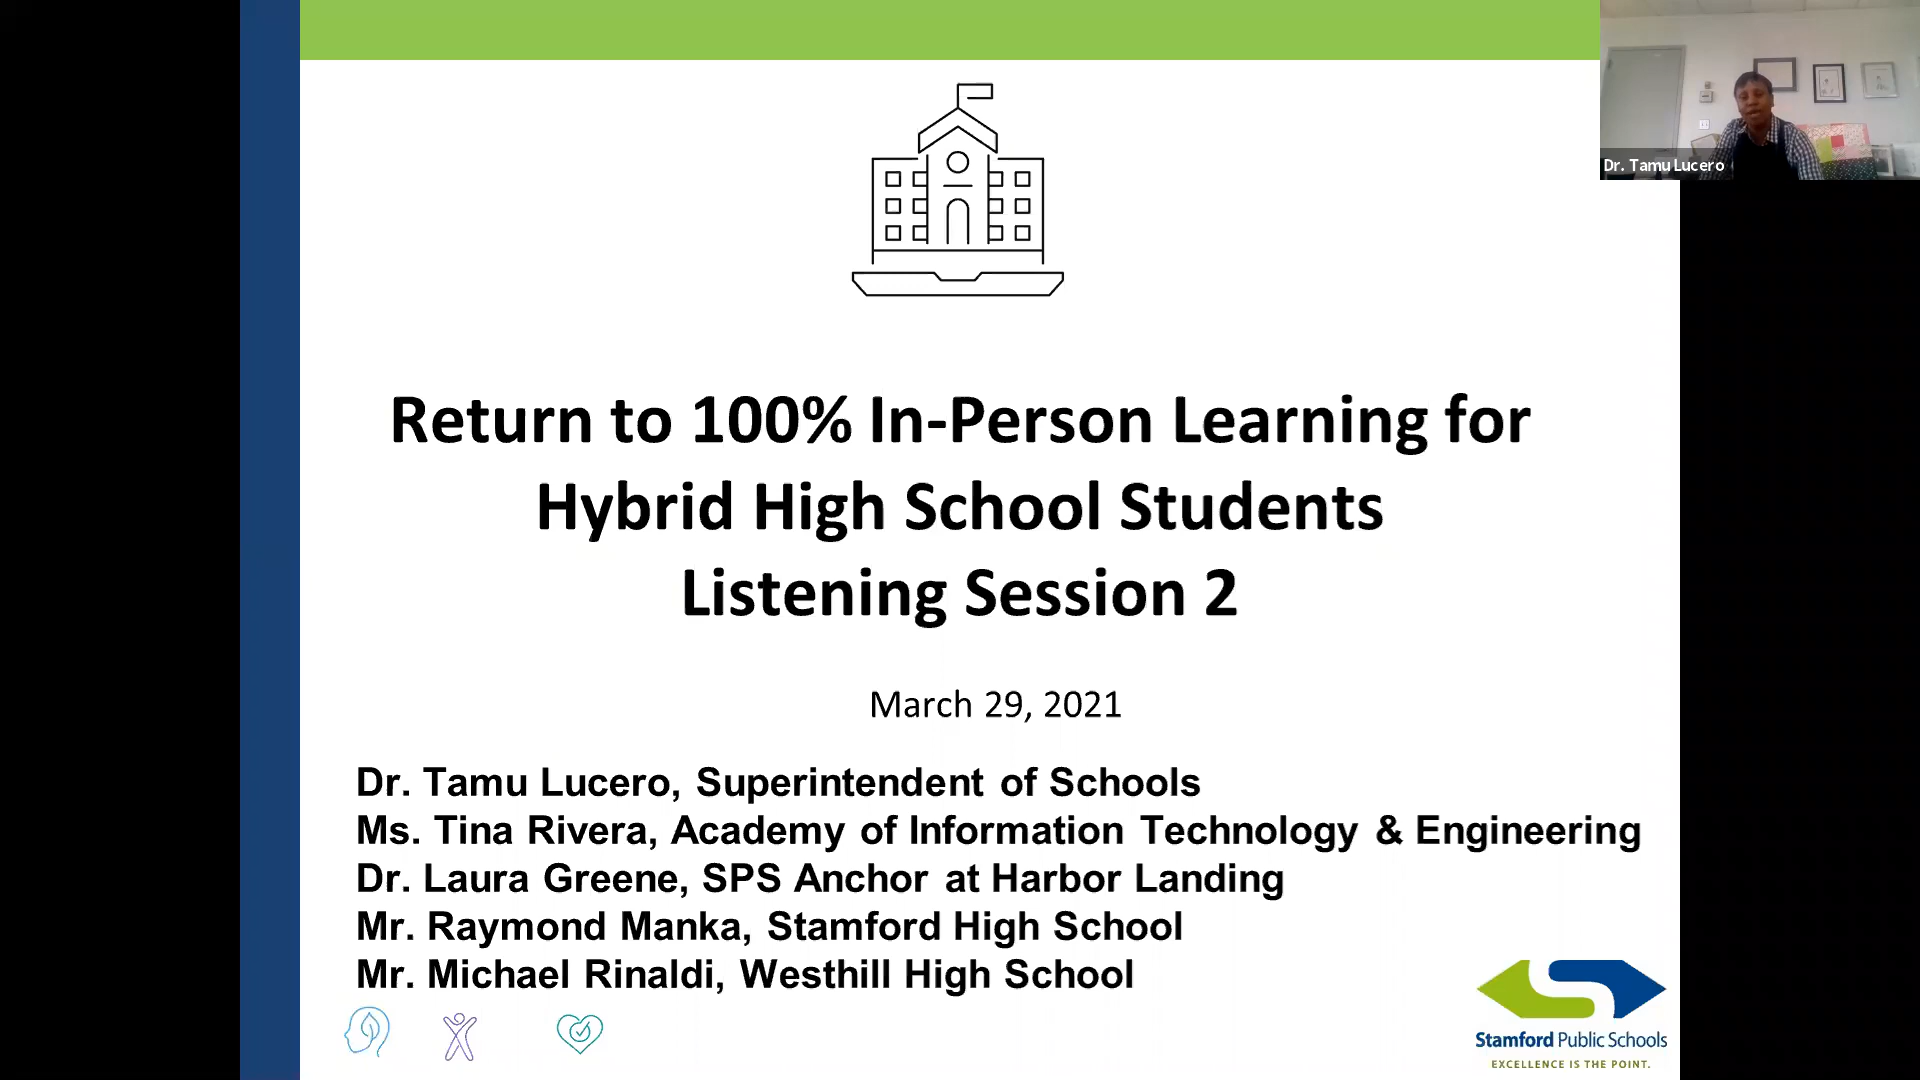 Dr. Tamu Lucero
Return to 100% In-Person Learning for
Hybrid High School Students
Listening Session 2
March 29, 2021
Dr. Tamu Lucero, Superintendent of Schools
Ms. Tina Rivera, Academy of Information Technology & Engineering
Dr. Laura Greene, SPS Anchor at Harbor Landing
Mr. Raymond Manka, Stamford High School
Mr. Michael Rinaldi, Westhill High School
Stamford Public Schools
EXCELLENCE IS THE POINT.